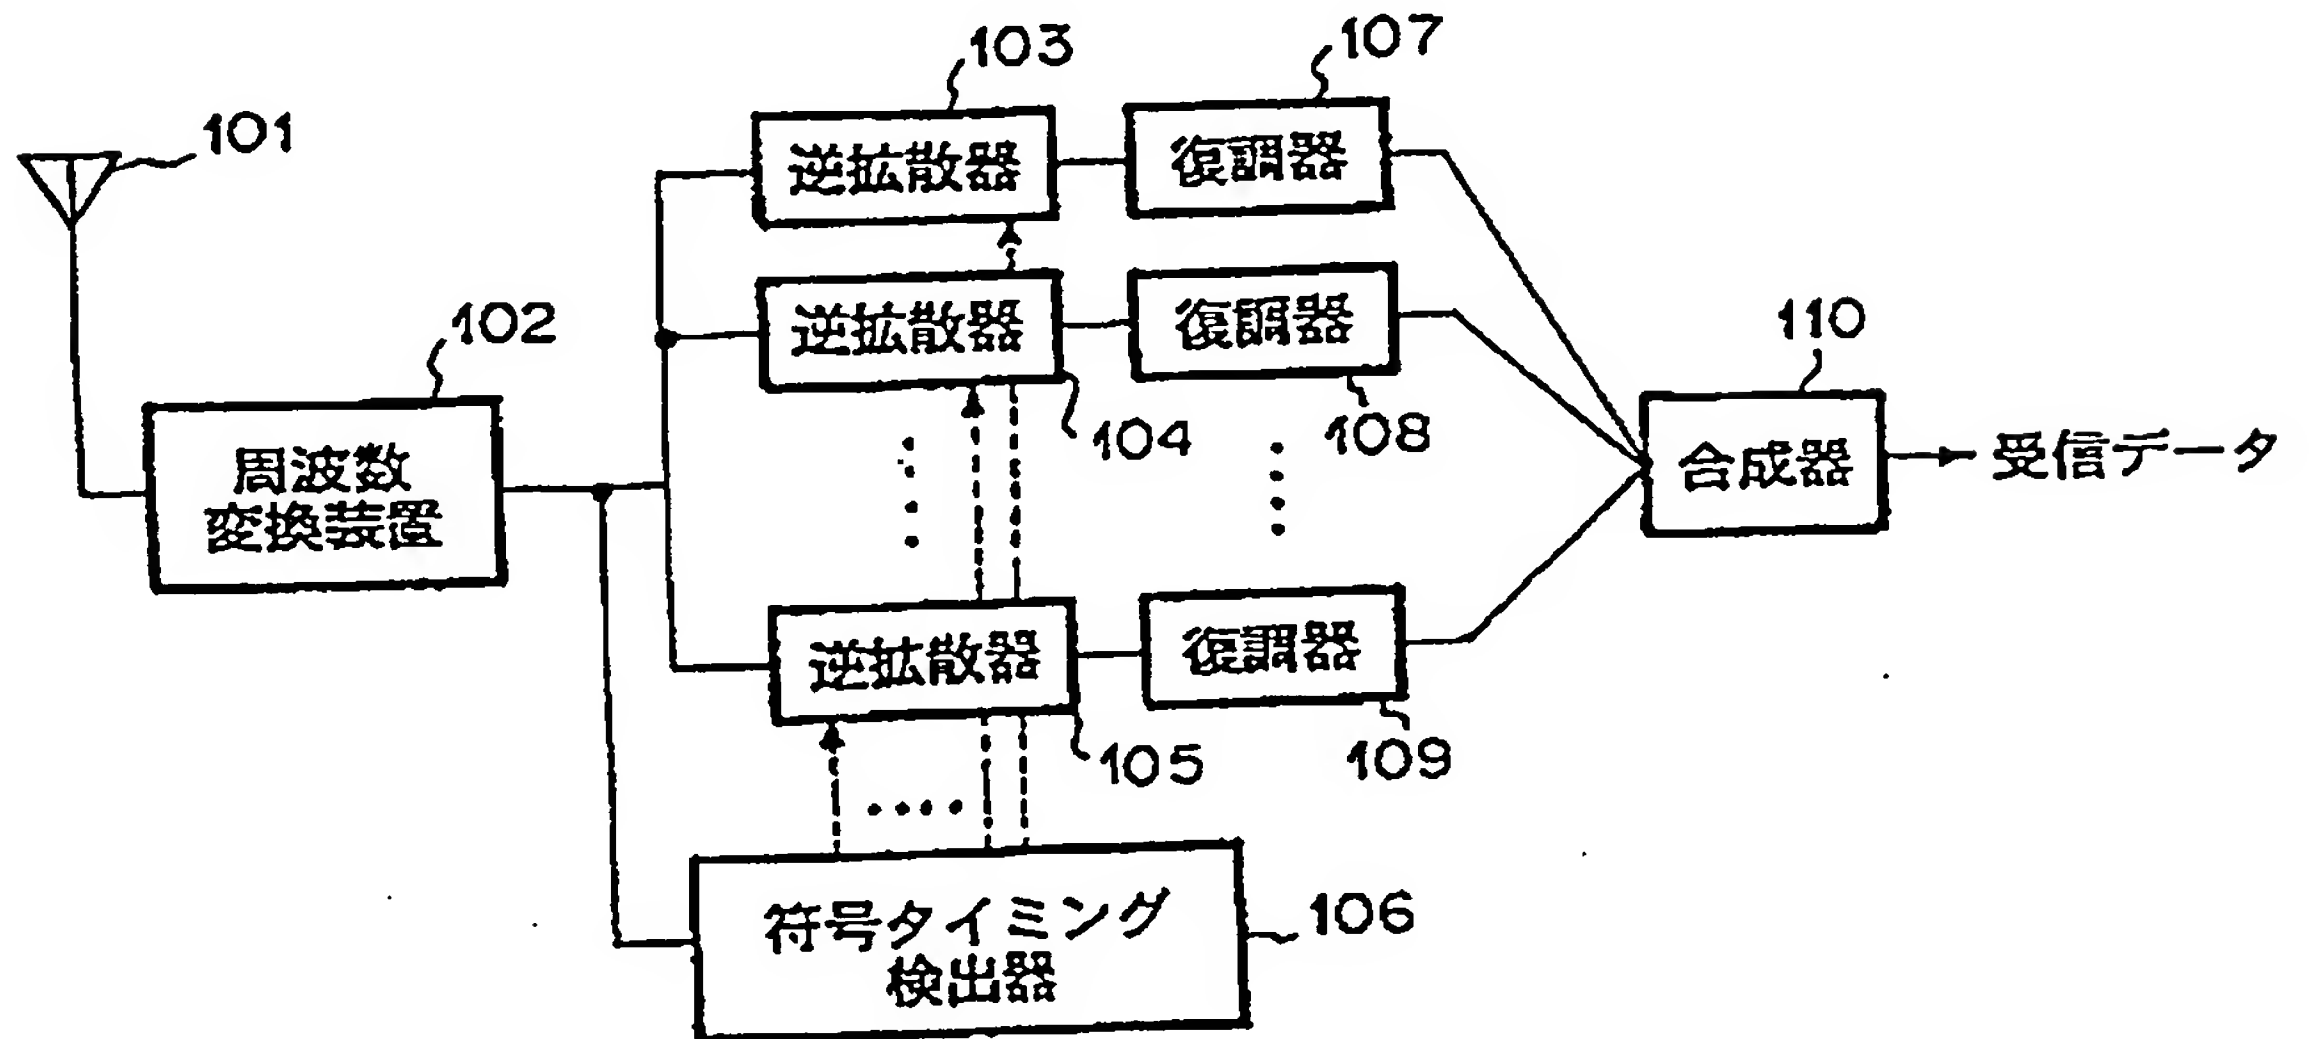 101
102
周波数
変換装置
103
逆拡散器
107
復調器
逆拡散器
104
復調器
108
逆拡散器
105
復調器
109
符号タイミング
検出器
106
110
合成器
受信データ